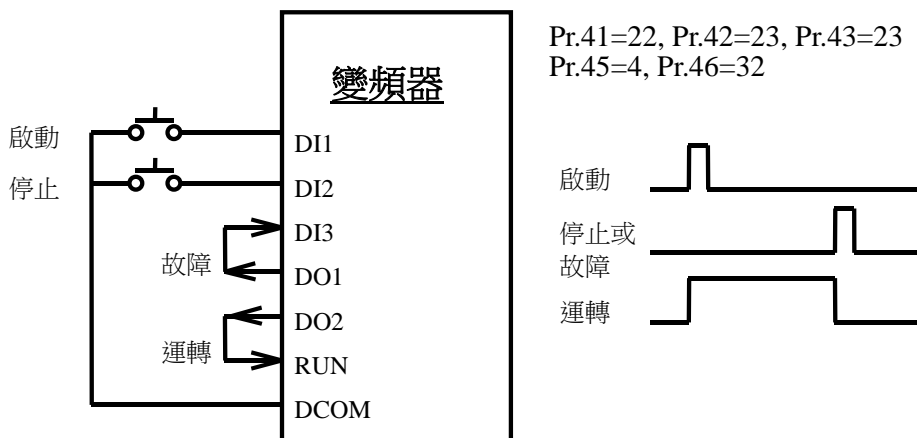 Pr.41=22, Pr.42=23, Pr.43=23
Pr.45=4, Pr.46=32
變頻器
啟動
停止
故障
運轉
DI1
DI2
DI3
DO1
DO2
RUN
DCOM
啟動
停止或
故障
運轉